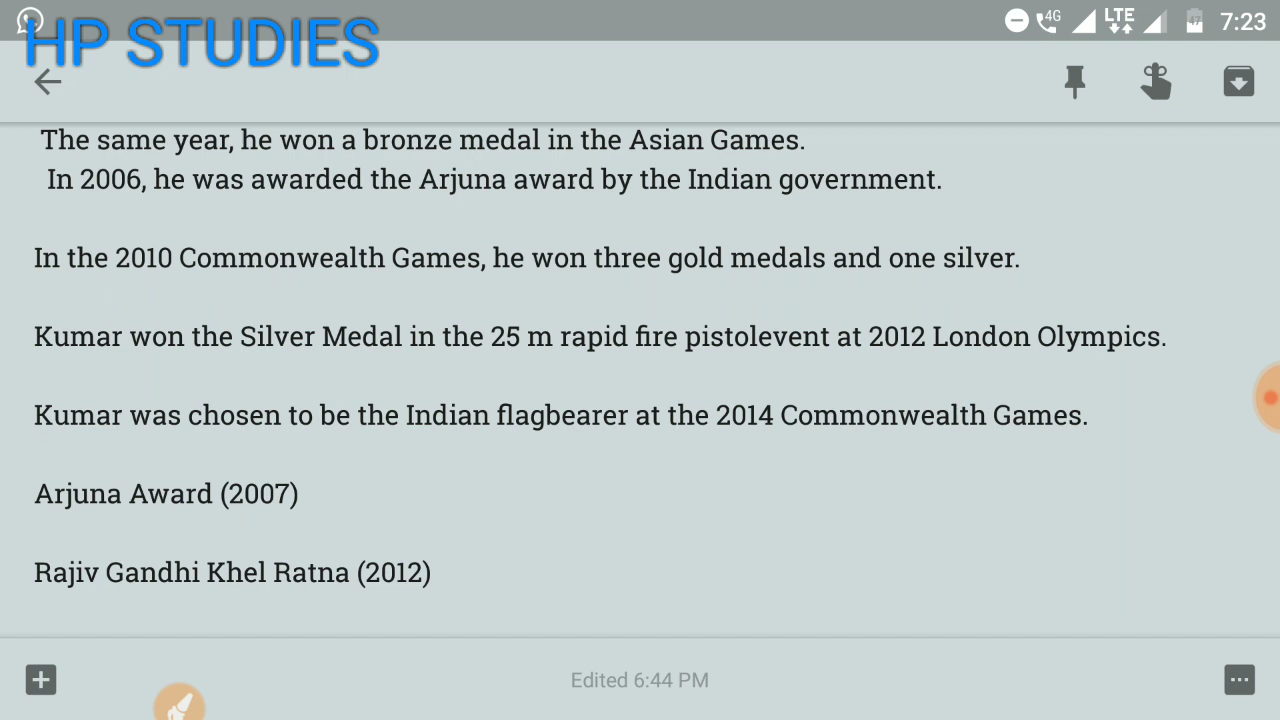 HP STUDIES
4G
LTE
7:23
The same year, he won a bronze medal in the Asian Games.
In 2006, he was awarded the Arjuna award by the Indian government.
In the 2010 Commonwealth Games, he won three gold medals and one silver.
Kumar won the Silver Medal in the 25 m rapid fire pistolevent at 2012 London Olympics.
Kumar was chosen to be the Indian flagbearer at the 2014 Commonwealth Games.
Arjuna Award (2007)
Rajiv Gandhi Khel Ratna (2012)
Edited 6:44 PM